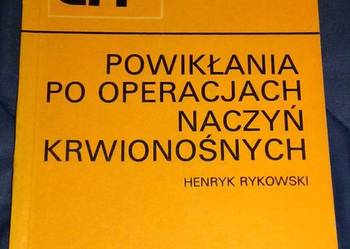 POWIKŁANIA
PO OPERACJACH
NACZYŃ
KRWIONOŚNYCH
HENRYK RYKOWSKI